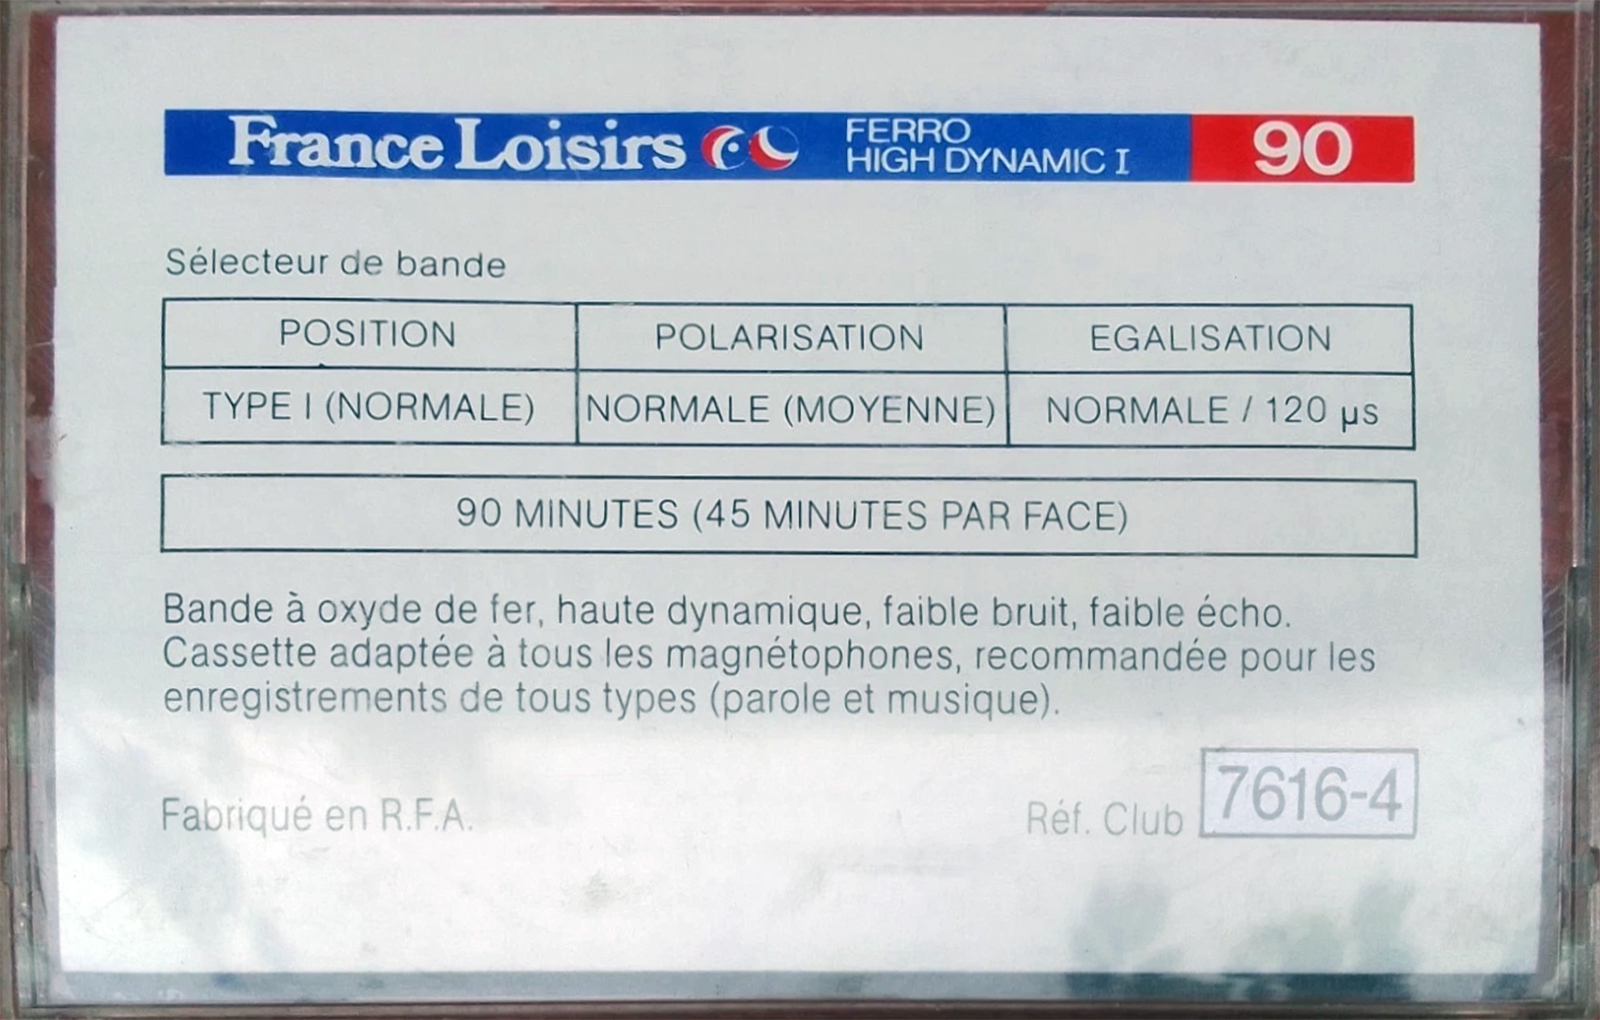 France Loisirs FERRO HIGH DYNAMIC I 90
Sélecteur de bande
POSITION POLARISATION EGALISATION
TYPE I (NORMALE) NORMALE (MOYENNE) NORMALE / 120 µs
90 MINUTES (45 MINUTES PAR FACE)
Bande à oxyde de fer, haute dynamique, faible bruit, faible écho.
Cassette adaptée à tous les magnétophones, recommandée pour les
enregistrements de tous types (parole et musique).
Fabriqué en R.F.A. Réf. Club 7616-4